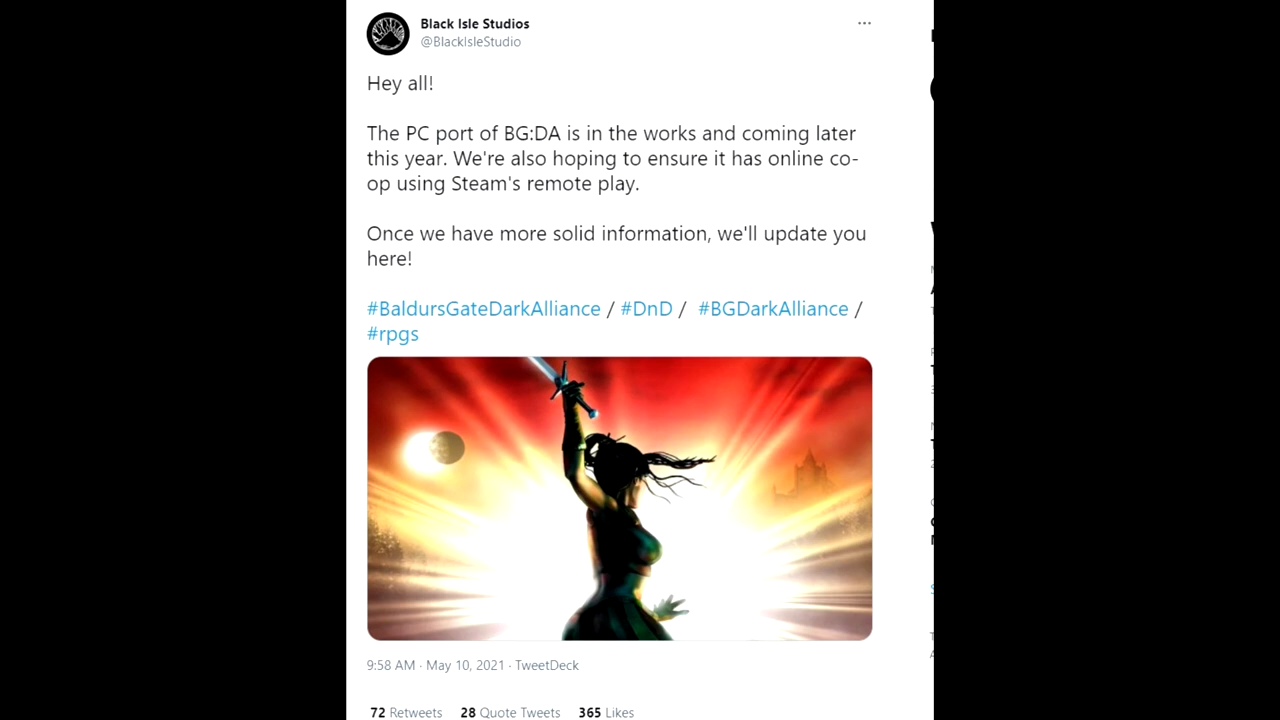 Black Isle Studios
@BlackIsleStudio
Hey all!
The PC port of BG:DA is in the works and coming later
this year. We're also hoping to ensure it has online co-
op using Steam's remote play.
Once we have more solid information, we'll update you
here!
#BaldursGateDarkAlliance / #DnD / #BGDarkAlliance /
#rpgs
9:58 AM · May 10, 2021 · TweetDeck
72 Retweets 28 Quote Tweets 365 Likes